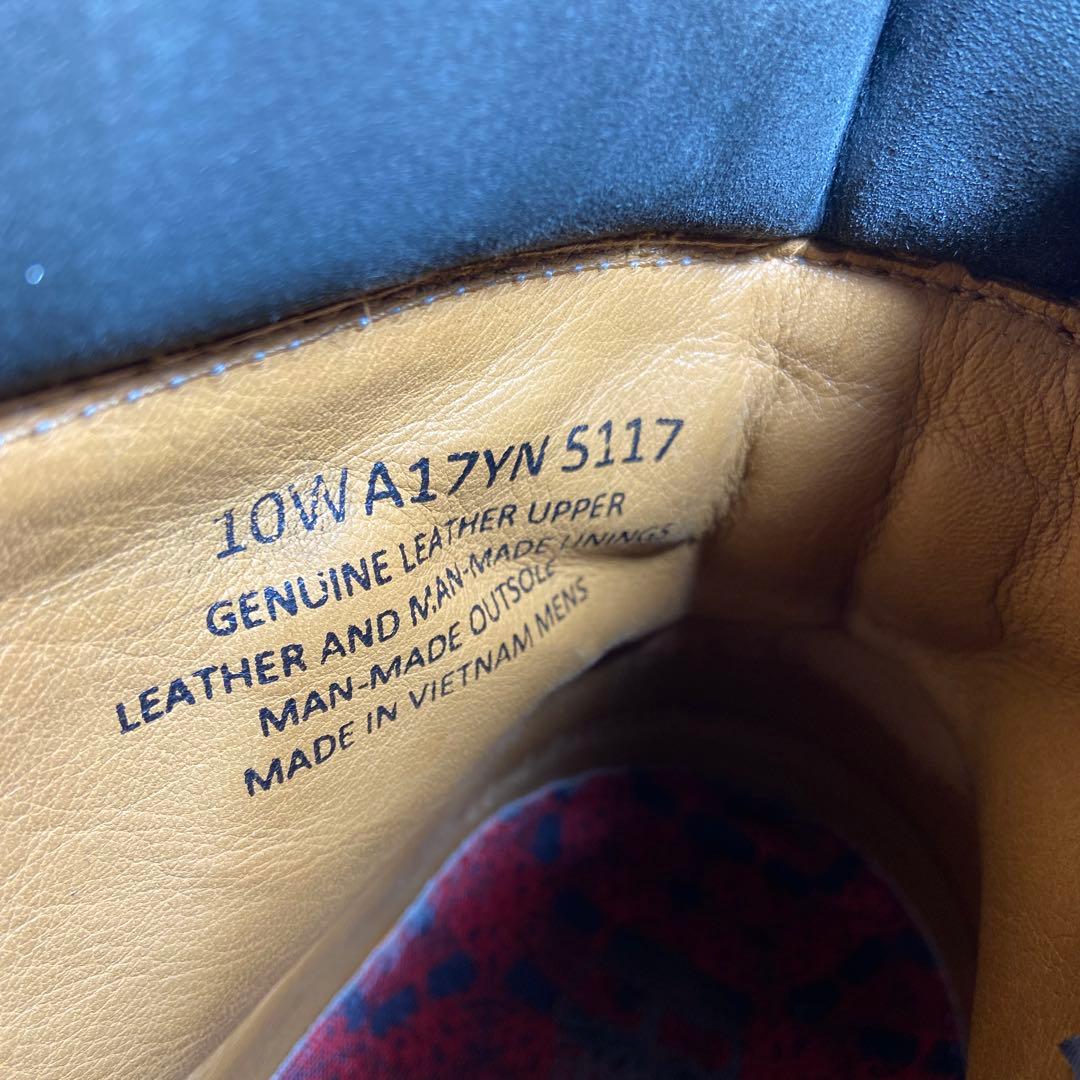 10W A17YN 5117
GENUINE LEATHER UPPER
LEATHER AND MAN-MADE LININGS
MAN-MADE OUTSOLE
MADE IN VIETNAM MENS